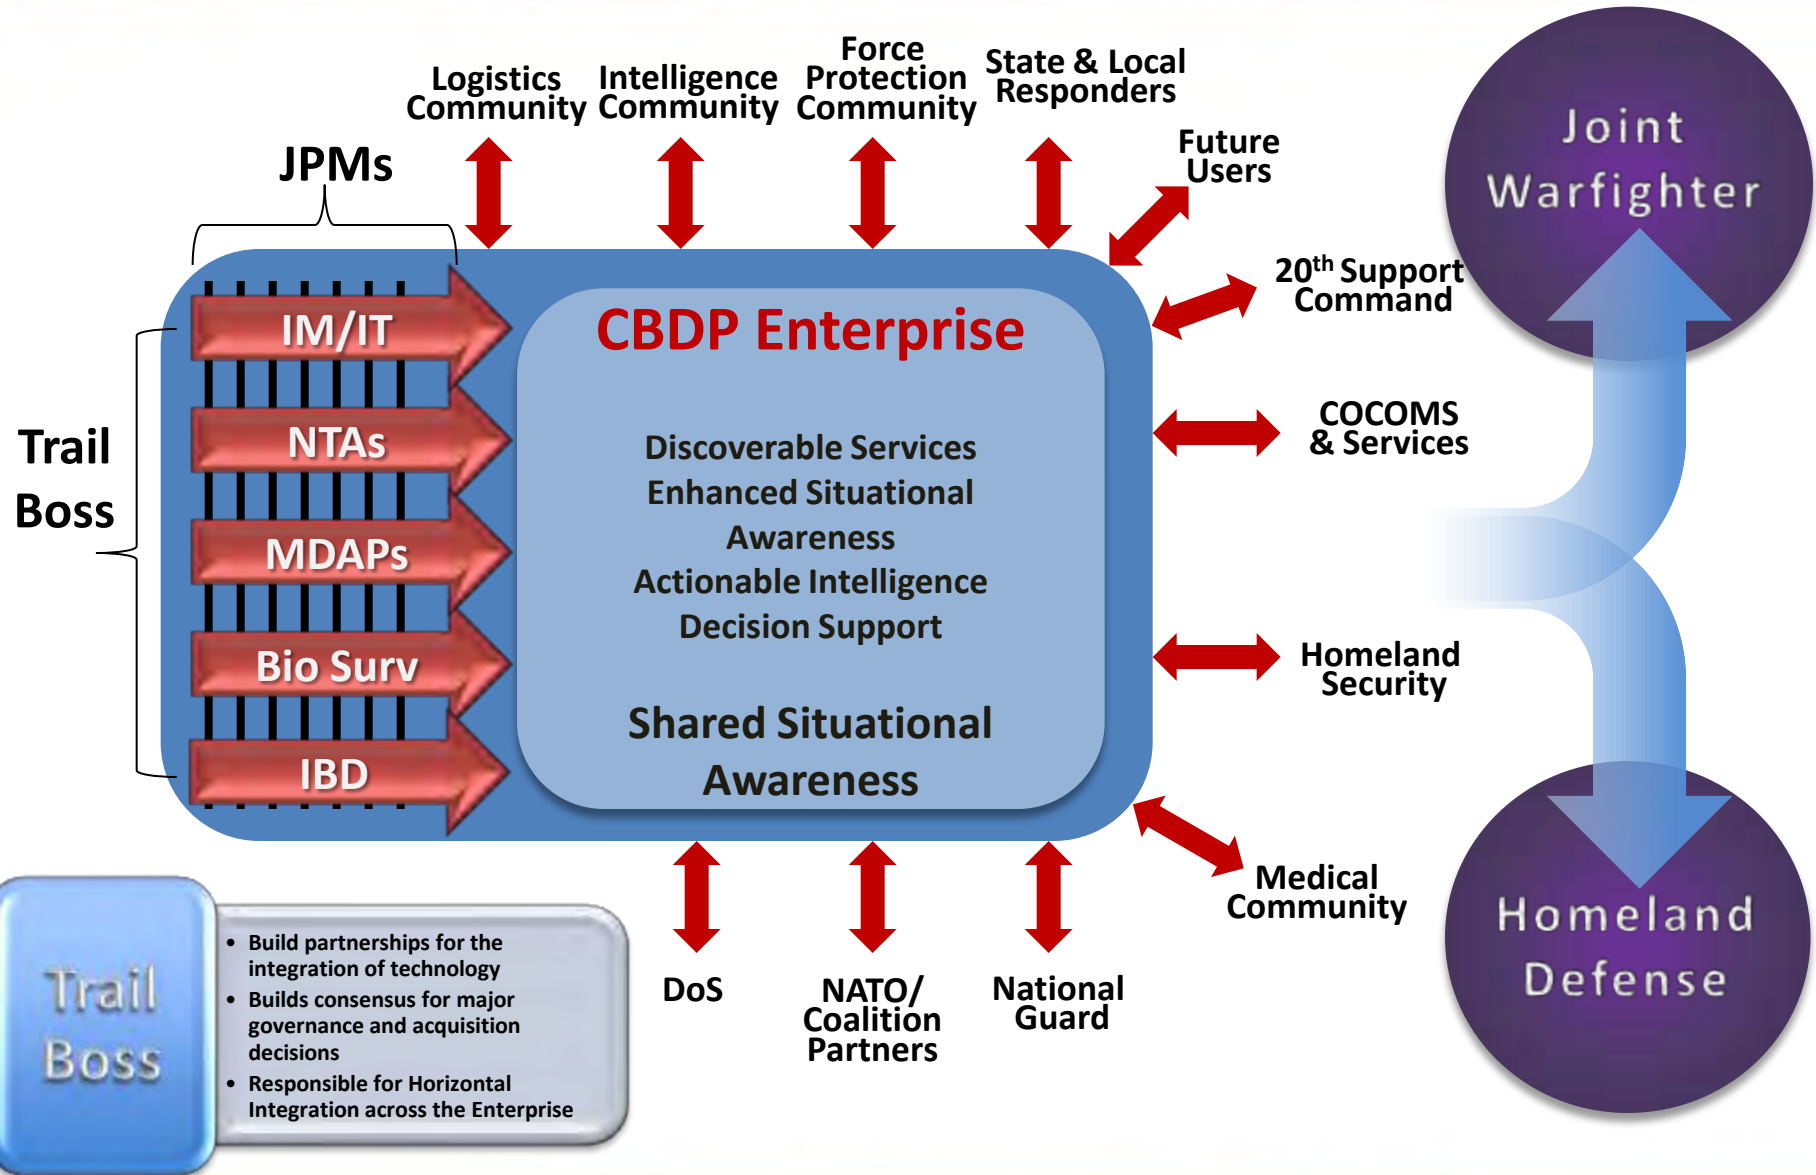 Logistics
Community
Intelligence
Community
Force
Protection
Community
State & Local
Responders
Future
Users
JPMs
20th Support
Command
COCOMS
& Services
Homeland
Security
Medical
Community
Trail
Boss
IM/IT
NTAs
MDAPs
Bio Surv
IBD
CBDP Enterprise
Discoverable Services
Enhanced Situational
Awareness
Actionable Intelligence
Decision Support
Shared Situational
Awareness
DoS
NATO/
Coalition
Partners
National
Guard
Joint
Warfighter
Homeland
Defense
Trail
Boss
• Build partnerships for the
integration of technology
• Builds consensus for major
governance and acquisition
decisions
• Responsible for Horizontal
Integration across the Enterprise